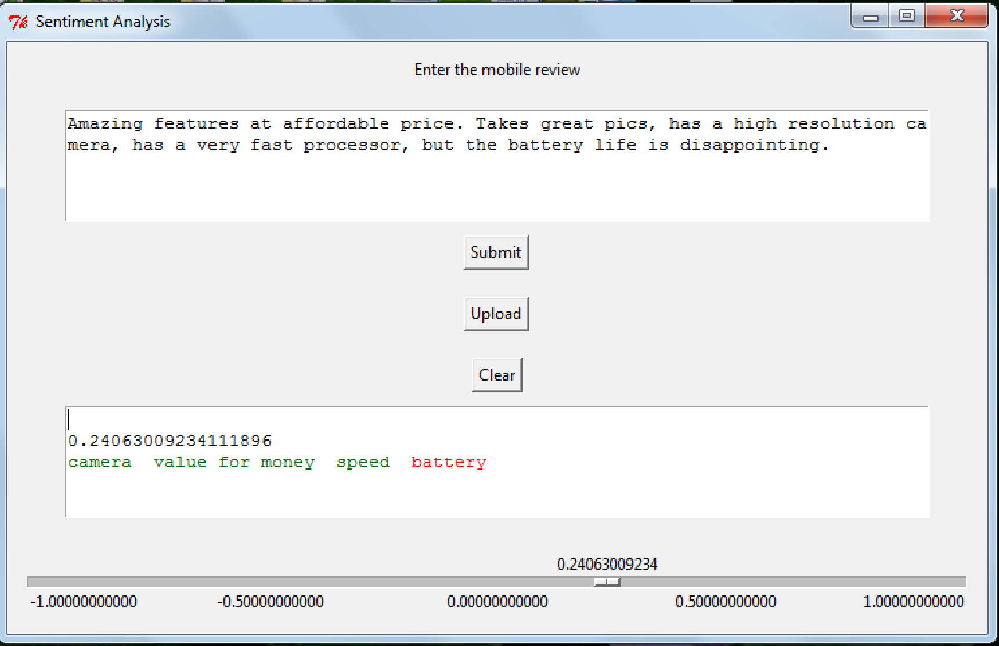 Sentiment Analysis
Enter the mobile review
Amazing features at affordable price. Takes great pics, has a high resolution ca
mera, has a very fast processor, but the battery life is disappointing.
Submit
Upload
Clear
0.24063009234111896
camera value for money speed battery
0.24063009234
-1.00000000000 -0.50000000000 0.00000000000 0.50000000000 1.00000000000